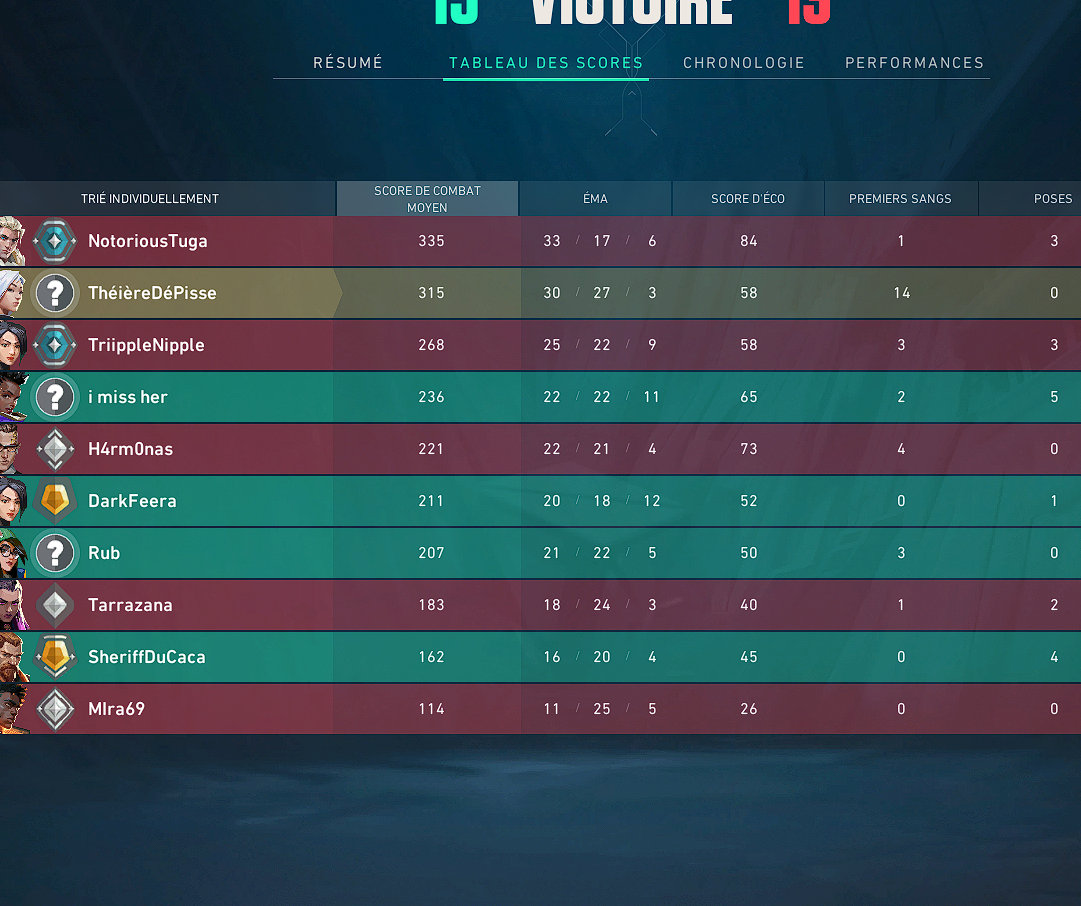 15 VICTOIRE 13
RÉSUMÉ TABLEAU DES SCORES CHRONOLOGIE PERFORMANCES
TRIÉ INDIVIDUELLEMENT SCORE DE COMBAT MOYEN ÉMA SCORE D'ÉCO PREMIERS SANGS POSES
NotoriousTuga 335 33 / 17 / 6 84 1 3
? ThéièreDéPisse 315 30 / 27 / 3 58 14 0
TriippleNipple 268 25 / 22 / 9 58 3 3
? i miss her 236 22 / 22 / 11 65 2 5
H4rm0nas 221 22 / 21 / 4 73 4 0
DarkFeera 211 20 / 18 / 12 52 0 1
? Rub 207 21 / 22 / 5 50 3 0
Tarrazana 183 18 / 24 / 3 40 1 2
SheriffDuCaca 162 16 / 20 / 4 45 0 4
MIra69 114 11 / 25 / 5 26 0 0